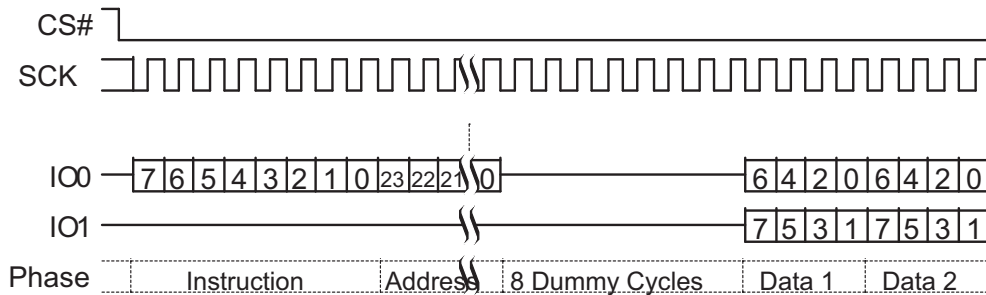 CS#
SCK
IO0 7 6 5 4 3 2 1 0 23 22 21 0 6 4 2 0 6 4 2 0
IO1 7 5 3 1 7 5 3 1
Phase Instruction Address 8 Dummy Cycles Data 1 Data 2